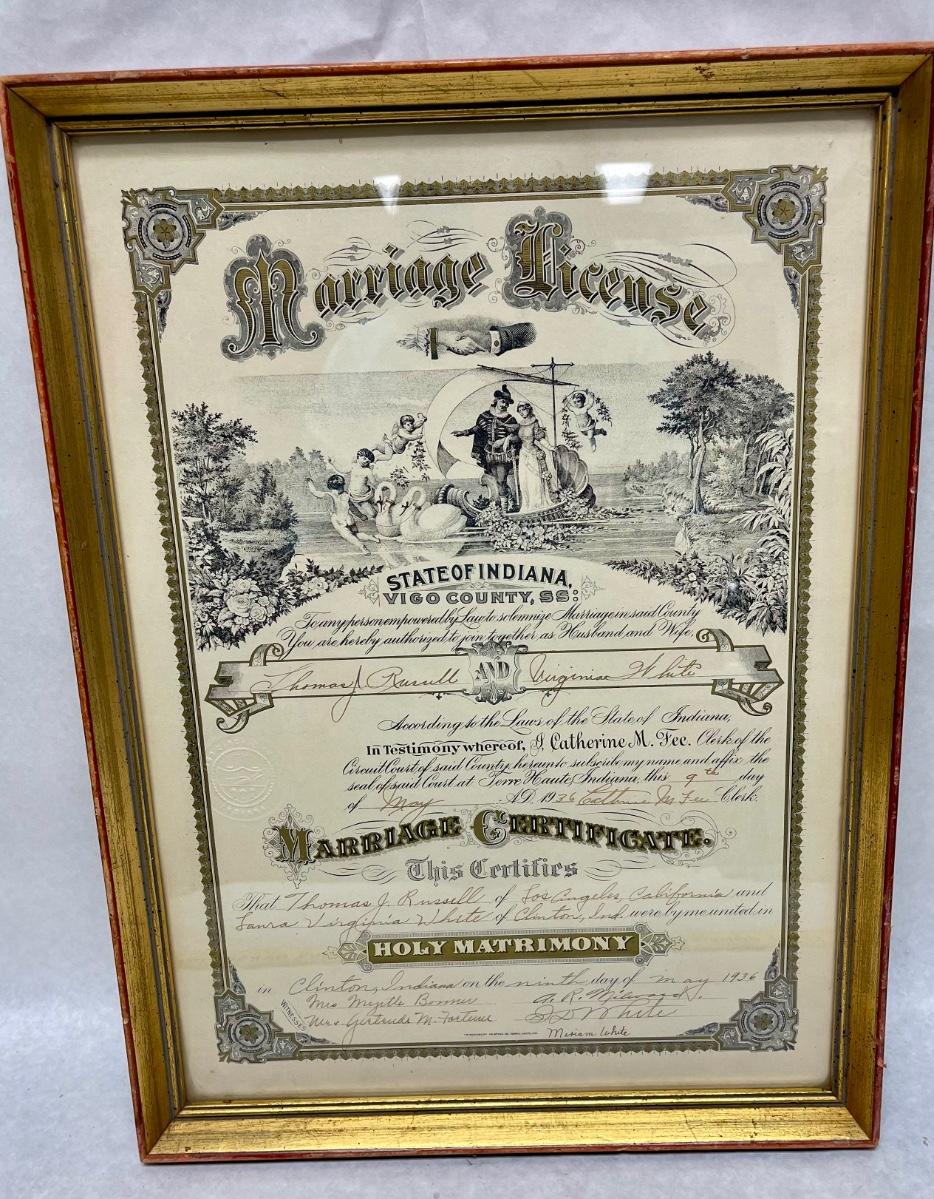 Marriage License
STATE OF INDIANA,
VIGO COUNTY, SS:
To any person empowered by Law to solemnize Marriage in said County
You are hereby authorized to join together as Husband and Wife,
Thomas J. Russell AND Virginia White
According to the Laws of the State of Indiana,
In Testimony whereof, I, Catherine M. Fee, Clerk of the
Circuit Court of said County, hereunto subscribe my name and affix the
seal of said Court at Terre Haute, Indiana, this 9th day
of May A.D. 1936 Catherine M. Fee Clerk.
MARRIAGE CERTIFICATE.
This Certifies
That Thomas J. Russell of Los Angeles, California and
Laura Virginia White of Clinton, Ind. were by me united in
HOLY MATRIMONY
in Clinton, Indiana on the ninth day of May 1936
WITNESSES
Mrs Myrtle Bonner
Mrs. Gertrude M. Fortune
White
Miriam White